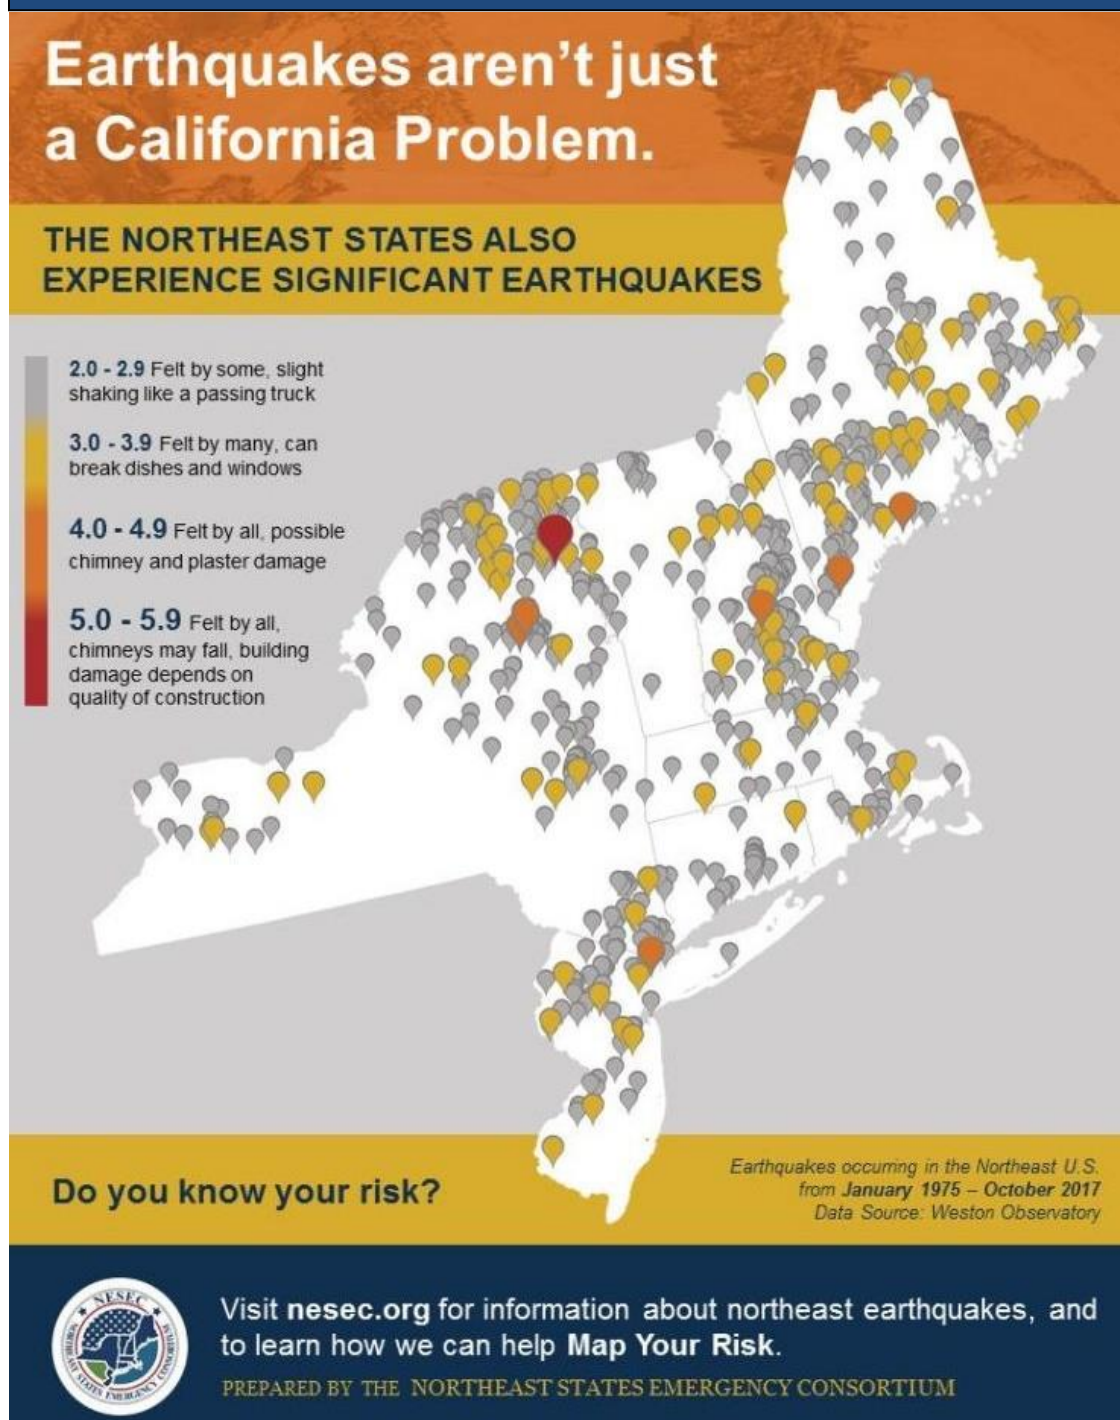 Earthquakes aren't just
a California Problem.
THE NORTHEAST STATES ALSO
EXPERIENCE SIGNIFICANT EARTHQUAKES
2.0 - 2.9 Felt by some, slight
shaking like a passing truck
3.0 - 3.9 Felt by many, can
break dishes and windows
4.0 - 4.9 Felt by all, possible
chimney and plaster damage
5.0 - 5.9 Felt by all,
chimneys may fall, building
damage depends on
quality of construction
Do you know your risk?
Earthquakes occurring in the Northeast U.S.
from January 1975 – October 2017
Data Source: Weston Observatory
NESEC
NORTHEAST STATES EMERGENCY CONSORTIUM
Visit nesec.org for information about northeast earthquakes, and
to learn how we can help Map Your Risk.
PREPARED BY THE NORTHEAST STATES EMERGENCY CONSORTIUM